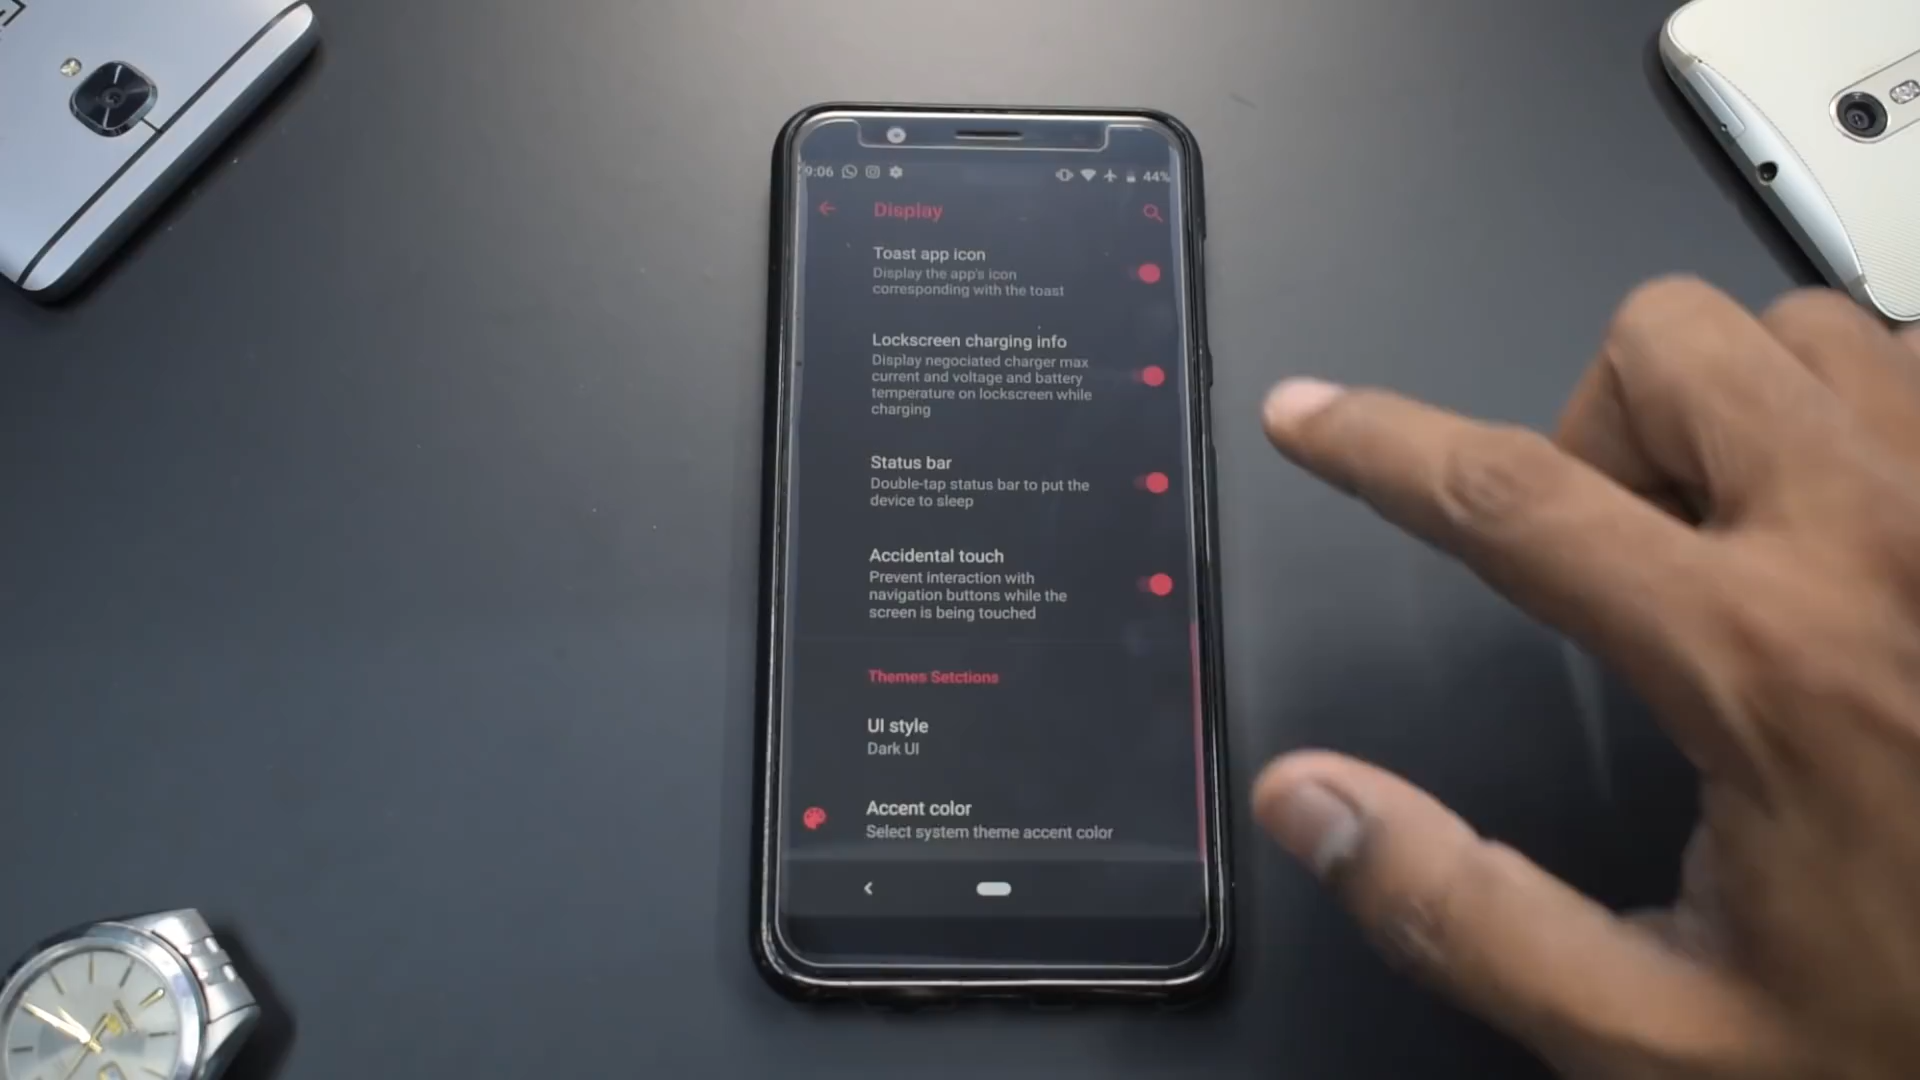 9:06
44%
Display
Toast app icon
Display the app's icon
corresponding with the toast
Lockscreen charging info
Display negociated charger max
current and voltage and battery
temperature on lockscreen while
charging
Status bar
Double-tap status bar to put the
device to sleep
Accidental touch
Prevent interaction with
navigation buttons while the
screen is being touched
Themes Setctions
UI style
Dark UI
Accent color
Select system theme accent color